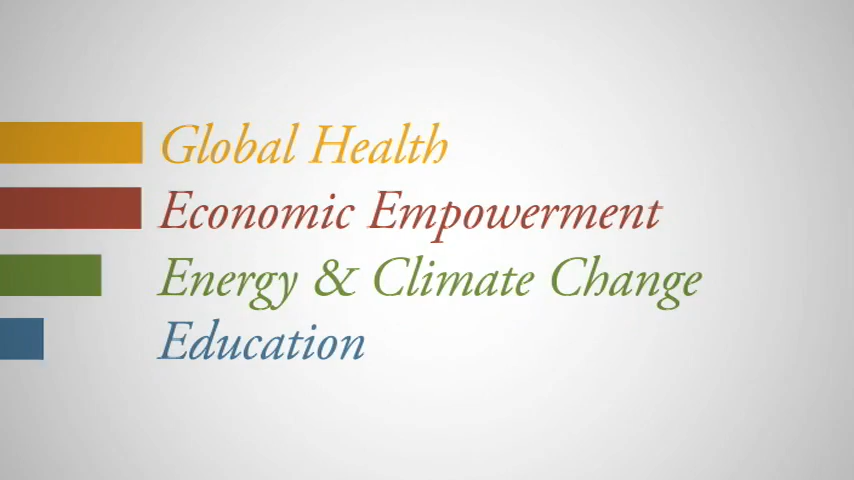 Global Health
Economic Empowerment
Energy & Climate Change
Education